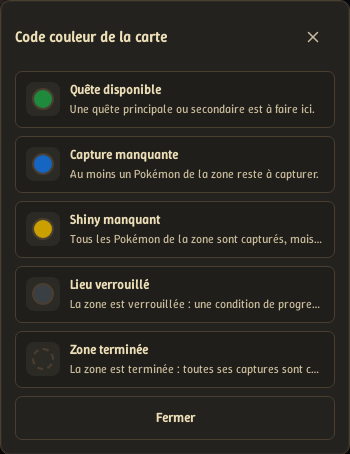 Code couleur de la carte
Quête disponible
Une quête principale ou secondaire est à faire ici.
Capture manquante
Au moins un Pokémon de la zone reste à capturer.
Shiny manquant
Tous les Pokémon de la zone sont capturés, mais...
Lieu verrouillé
La zone est verrouillée : une condition de progre...
Zone terminée
La zone est terminée : toutes ses captures sont c...
Fermer